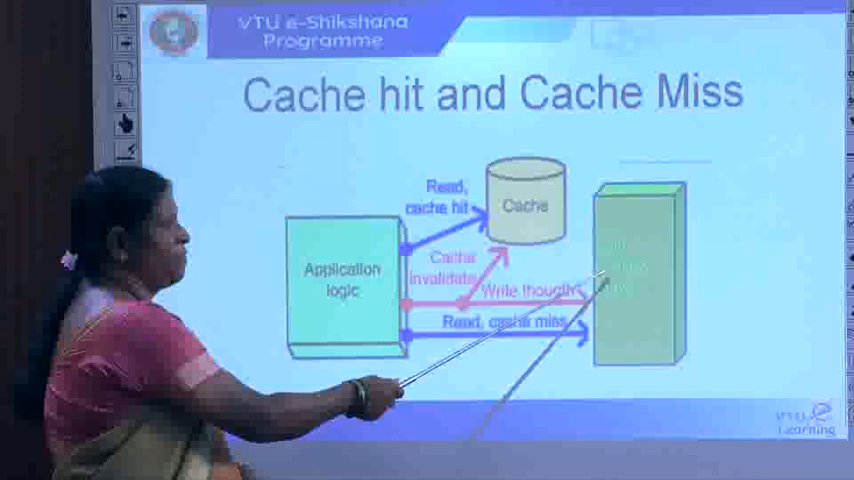 VTU e-Shikshana
Programme
Cache hit and Cache Miss
Read,
cache hit
Cache
Cache
invalidate
Application
logic
Write though
Read, cache miss
VTU e
Learning